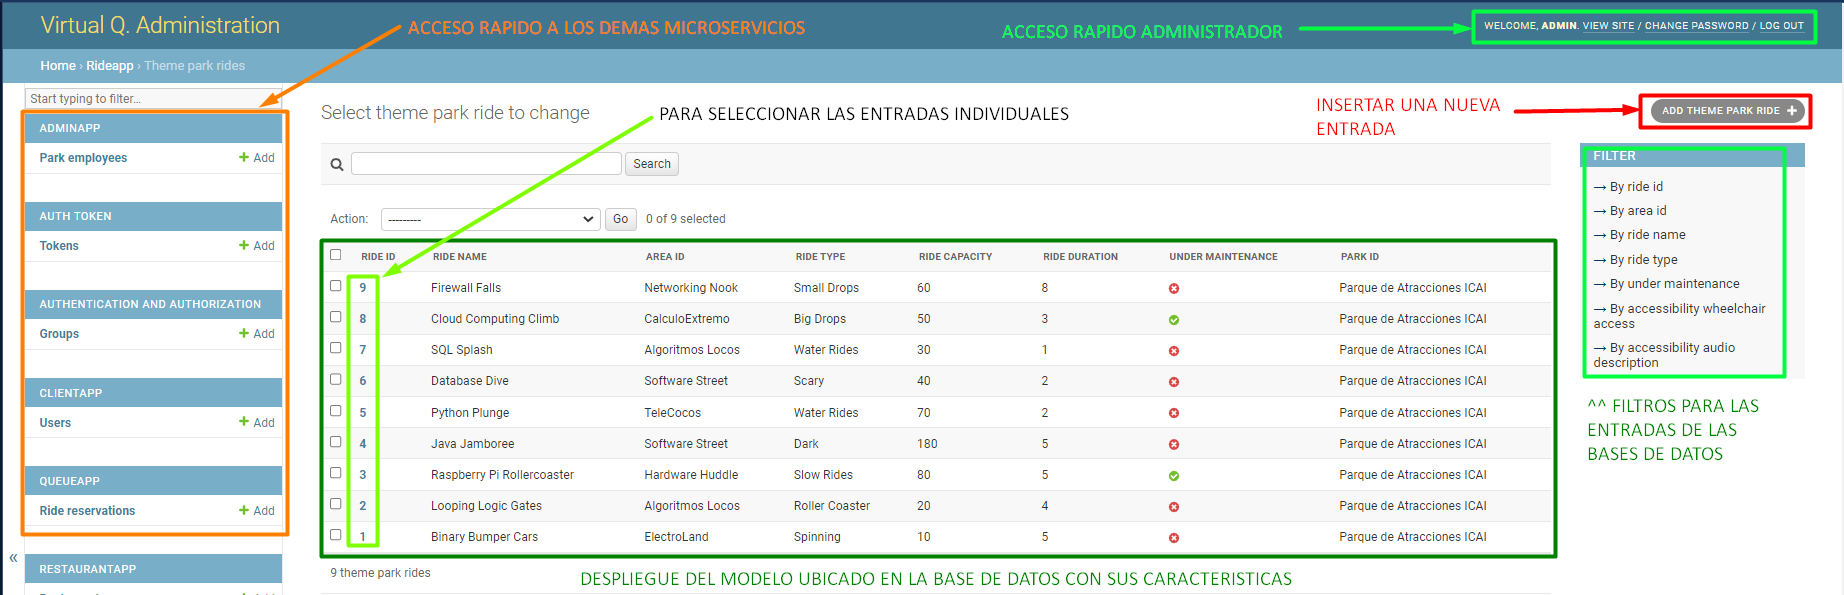 Virtual Q. Administration
ACCESO RAPIDO A LOS DEMAS MICROSERVICIOS
ACCESO RAPIDO ADMINISTRADOR
WELCOME, ADMIN. VIEW SITE / CHANGE PASSWORD / LOG OUT
Home › Rideapp › Theme park rides
Start typing to filter...
ADMINAPP
Park employees + Add
AUTH TOKEN
Tokens + Add
AUTHENTICATION AND AUTHORIZATION
Groups + Add
CLIENTAPP
Users + Add
QUEUEAPP
Ride reservations + Add
«
RESTAURANTAPP
Select theme park ride to change
PARA SELECCIONAR LAS ENTRADAS INDIVIDUALES
INSERTAR UNA NUEVA
ENTRADA
ADD THEME PARK RIDE +
Search
Action: --------- Go 0 of 9 selected
RIDE ID RIDE NAME AREA ID RIDE TYPE RIDE CAPACITY RIDE DURATION UNDER MAINTENANCE PARK ID
9 Firewall Falls Networking Nook Small Drops 60 8 Parque de Atracciones ICAI
8 Cloud Computing Climb CalculoExtremo Big Drops 50 3 Parque de Atracciones ICAI
7 SQL Splash Algoritmos Locos Water Rides 30 1 Parque de Atracciones ICAI
6 Database Dive Software Street Scary 40 2 Parque de Atracciones ICAI
5 Python Plunge TeleCocos Water Rides 70 2 Parque de Atracciones ICAI
4 Java Jamboree Software Street Dark 180 5 Parque de Atracciones ICAI
3 Raspberry Pi Rollercoaster Hardware Huddle Slow Rides 80 5 Parque de Atracciones ICAI
2 Looping Logic Gates Algoritmos Locos Roller Coaster 20 4 Parque de Atracciones ICAI
1 Binary Bumper Cars ElectroLand Spinning 10 5 Parque de Atracciones ICAI
9 theme park rides
DESPLIEGUE DEL MODELO UBICADO EN LA BASE DE DATOS CON SUS CARACTERISTICAS
FILTER
→ By ride id
→ By area id
→ By ride name
→ By ride type
→ By under maintenance
→ By accessibility wheelchair
access
→ By accessibility audio
description
^^ FILTROS PARA LAS
ENTRADAS DE LAS
BASES DE DATOS